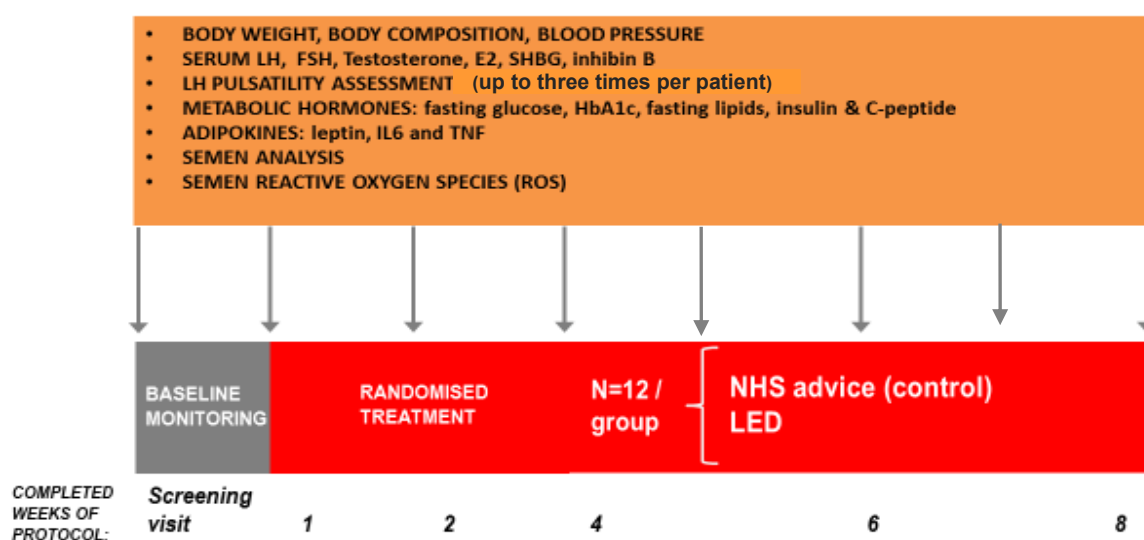 • BODY WEIGHT, BODY COMPOSITION, BLOOD PRESSURE
• SERUM LH, FSH, Testosterone, E2, SHBG, inhibin B
• LH PULSATILITY ASSESSMENT (up to three times per patient)
• METABOLIC HORMONES: fasting glucose, HbA1c, fasting lipids, insulin & C-peptide
• ADIPOKINES: leptin, IL6 and TNF
• SEMEN ANALYSIS
• SEMEN REACTIVE OXYGEN SPECIES (ROS)
BASELINE
MONITORING
RANDOMISED
TREATMENT
N=12 /
group
NHS advice (control)
LED
COMPLETED
WEEKS OF
PROTOCOL:
Screening
visit
1 2 4 6 8